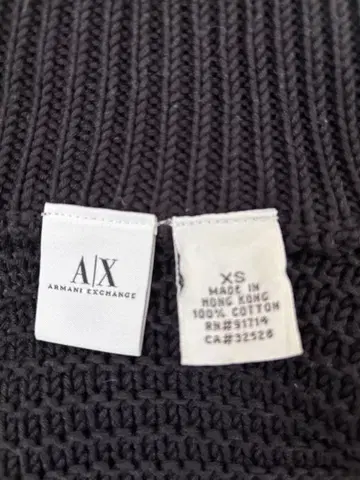 A|X
ARMANI EXCHANGE
XS
MADE IN
HONG KONG
100% COTTON
RN#91714
CA#32528